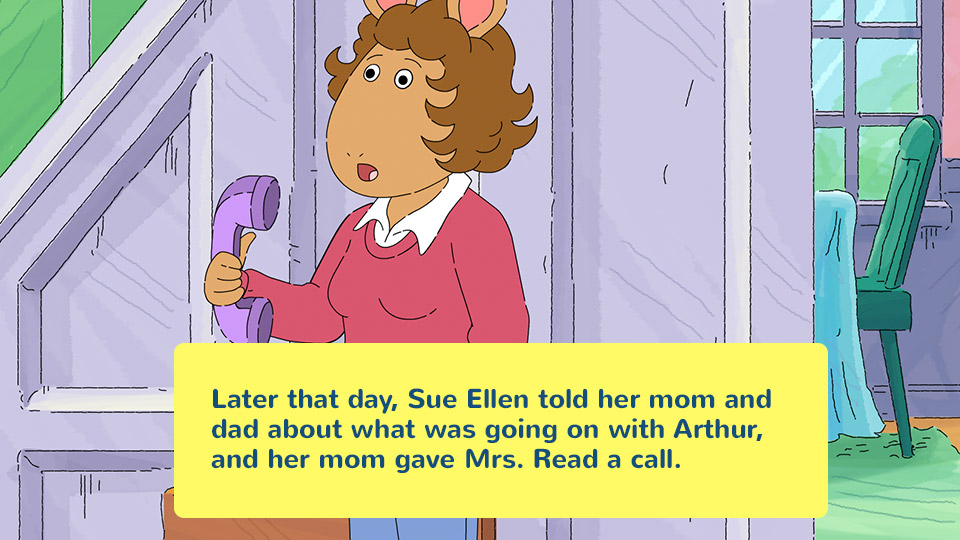 Later that day, Sue Ellen told her mom and
dad about what was going on with Arthur,
and her mom gave Mrs. Read a call.